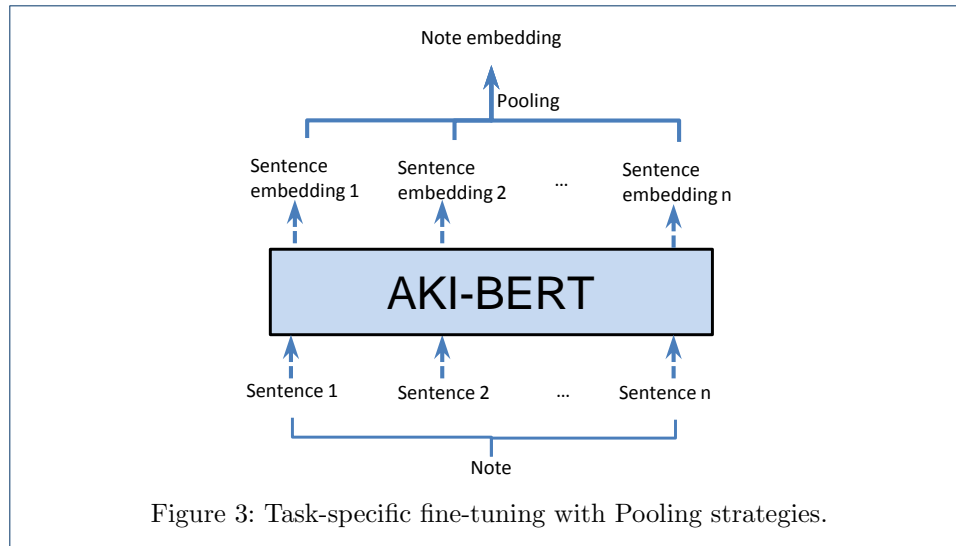 Note embedding
Pooling
Sentence embedding 1
Sentence embedding 2
...
Sentence embedding n
AKI-BERT
Sentence 1
Sentence 2
...
Sentence n
Note
Figure 3: Task-specific fine-tuning with Pooling strategies.